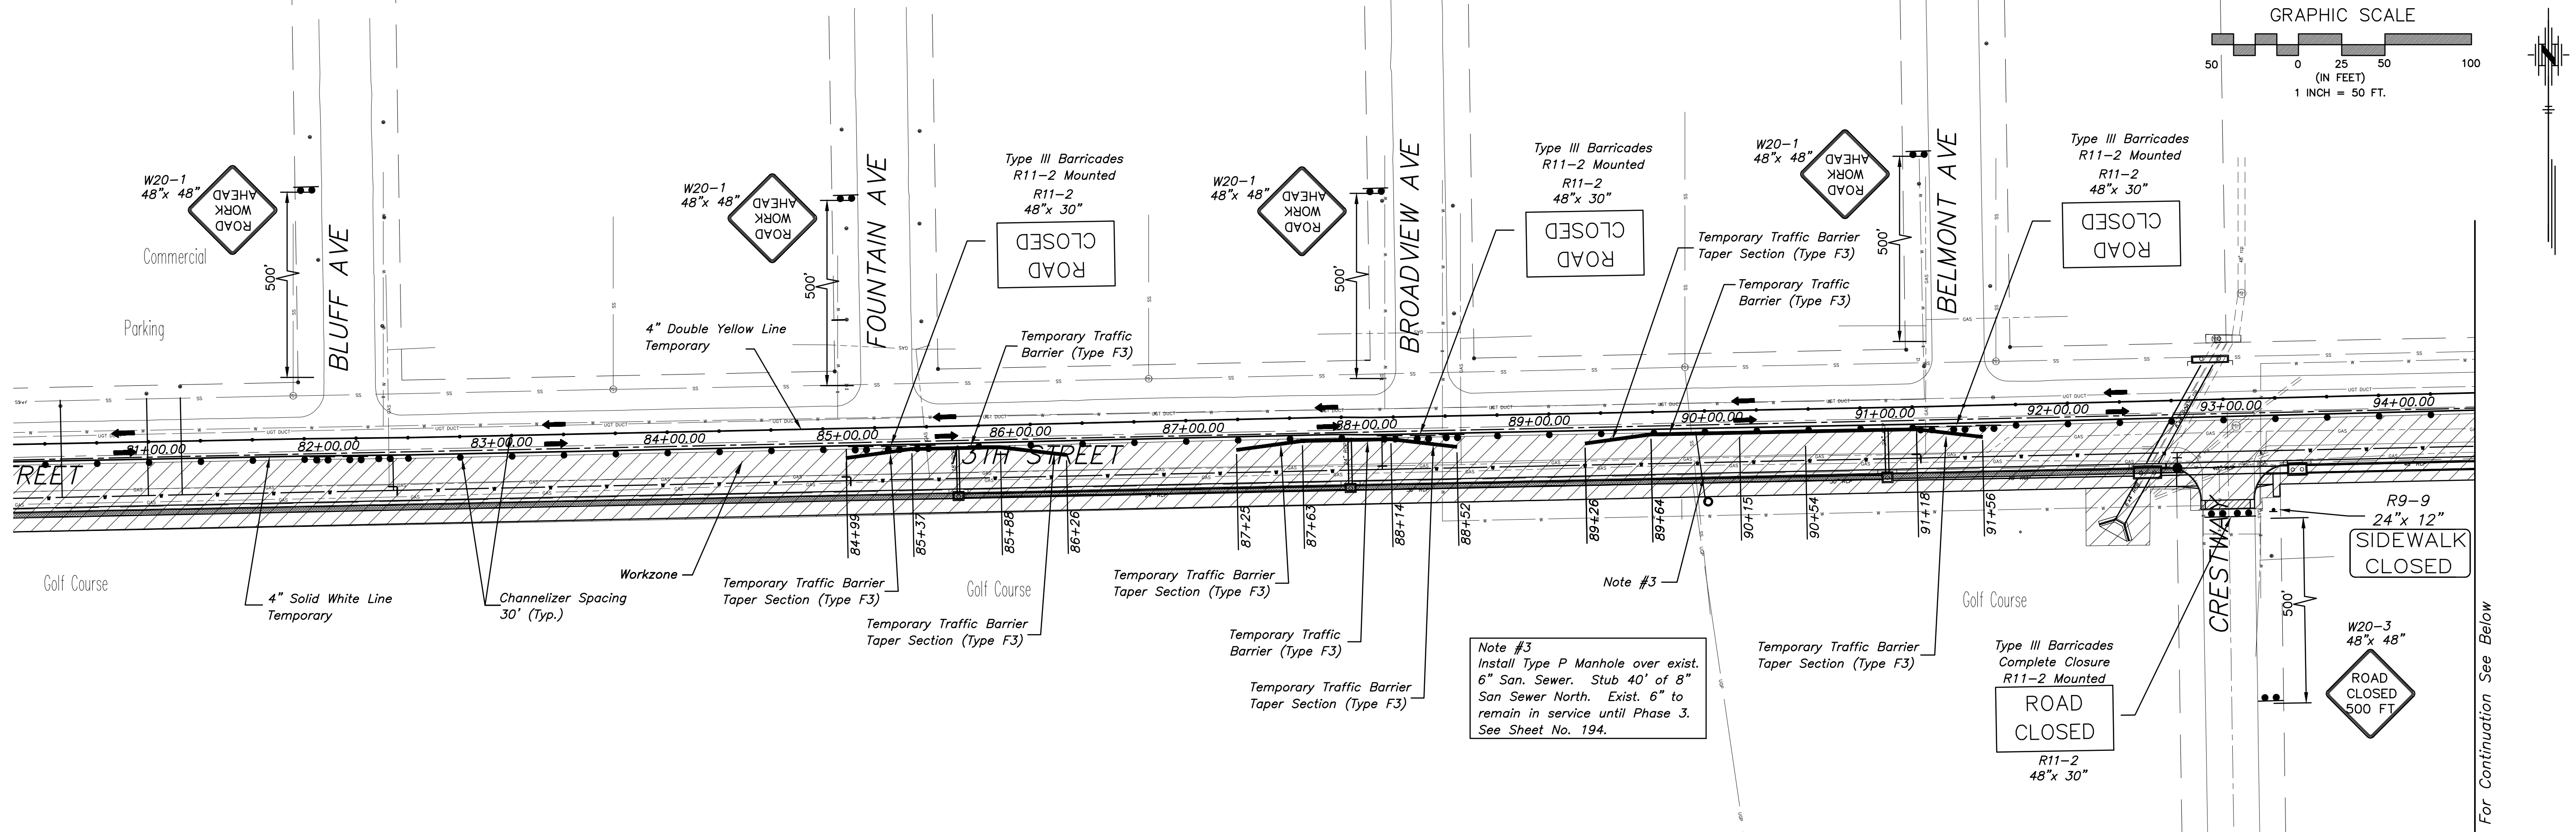 GRAPHIC SCALE
50
0
25
50
100
(IN FEET)
1 INCH = 50 FT.
W20-1
48"x 48"
ROAD
WORK
AHEAD
500'
BLUFF AVE
Commercial
Parking
W20-1
48"x 48"
ROAD
WORK
AHEAD
500'
FOUNTAIN AVE
Type III Barricades
R11-2 Mounted
R11-2
48"x 30"
ROAD
CLOSED
4" Double Yellow Line
Temporary
Temporary Traffic
Barrier (Type F3)
W20-1
48"x 48"
ROAD
WORK
AHEAD
500'
BROADVIEW AVE
Type III Barricades
R11-2 Mounted
R11-2
48"x 30"
ROAD
CLOSED
Temporary Traffic Barrier
Taper Section (Type F3)
Temporary Traffic
Barrier (Type F3)
W20-1
48"x 48"
ROAD
WORK
AHEAD
500'
BELMONT AVE
Type III Barricades
R11-2 Mounted
R11-2
48"x 30"
ROAD
CLOSED
81+00.00
82+00.00
83+00.00
84+00.00
85+00.00
86+00.00
87+00.00
88+00.00
89+00.00
90+00.00
91+00.00
92+00.00
93+00.00
94+00.00
TREET
13TH STREET
84+99
85+37
85+88
86+26
87+25
87+63
88+14
88+52
89+26
89+64
90+15
90+54
91+18
91+56
Golf Course
4" Solid White Line
Temporary
Channelizer Spacing
30' (Typ.)
Workzone
Temporary Traffic Barrier
Taper Section (Type F3)
Temporary Traffic Barrier
Taper Section (Type F3)
Golf Course
Temporary Traffic Barrier
Taper Section (Type F3)
Temporary Traffic
Barrier (Type F3)
Temporary Traffic Barrier
Taper Section (Type F3)
Note #3
Note #3
Install Type P Manhole over exist.
6" San. Sewer. Stub 40' of 8"
San Sewer North. Exist. 6" to
remain in service until Phase 3.
See Sheet No. 194.
Temporary Traffic Barrier
Taper Section (Type F3)
Golf Course
Type III Barricades
Complete Closure
R11-2 Mounted
ROAD
CLOSED
R11-2
48"x 30"
CRESTWAY
500'
R9-9
24"x 12"
SIDEWALK
CLOSED
W20-3
48"x 48"
ROAD
CLOSED
500 FT
For Continuation See Below